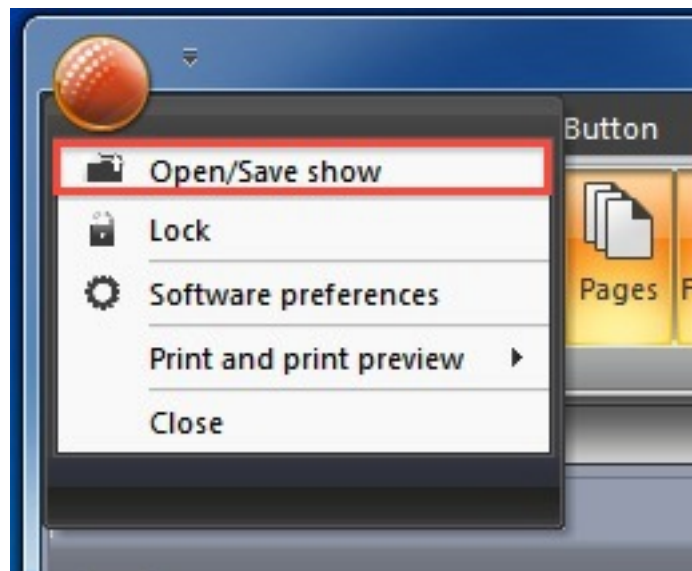 Button
Open/Save show
Lock
Software preferences
Print and print preview
Close
Pages